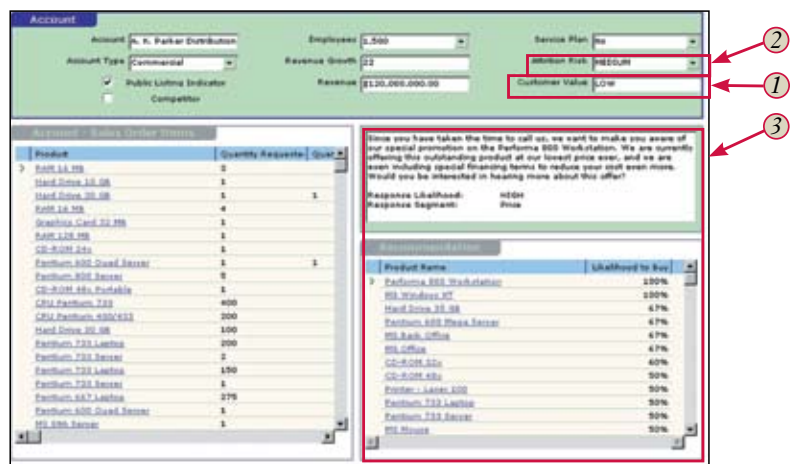 Account
Account A. K. Parker Distribution Employees 1,500 Service Plan No
Account Type Commercial Revenue Growth 22 Attrition Risk MEDIUM
Public Listing Indicator Revenue $120,000,000.00 Customer Value LOW
Competitor
2
1
3
Account - Sales Order Items
Product Quantity Requested Quar
RAM 16 MB
Hard Drive 10 GB 1
Hard Drive 20 GB 1 1
RAM 16 MB 4
Graphics Card 32 MB 1
RAM 128 MB 1
CD-ROM 24x 1
Pentium 600 Quad Server 1 1
Pentium 800 Server
CD-ROM 48x Portable 1
CPU Pentium 733 400
CPU Pentium 400/433 200
Hard Drive 20 GB 100
Pentium 733 Laptop 200
Pentium 733 Server 2
Pentium 733 Laptop 150
Pentium 733 Server 1
Pentium 667 Laptop 275
Pentium 600 Quad Server 1
Server 1
Since you have taken the time to call us, we want to make you aware of
our special promotion on the Performa 800 Workstation. We are currently
offering this outstanding product at our lowest price ever, and we are
even including special financing terms to reduce your cost even more.
Would you be interested in hearing more about this offer?
Response Likelihood: HIGH
Response Segment: Price
Recommendation
Product Name Likelihood to Buy
Performa 800 Workstation 100%
MS Windows NT 100%
Hard Drive 20 GB 67%
Pentium 600 Mega Server 67%
MS Back Office 67%
MS Office 67%
CD-ROM 32x 60%
CD-ROM 48x 50%
Printer - Laser 100 50%
Pentium 733 Laptop 50%
Pentium 733 Server 50%
MS Mouse 50%